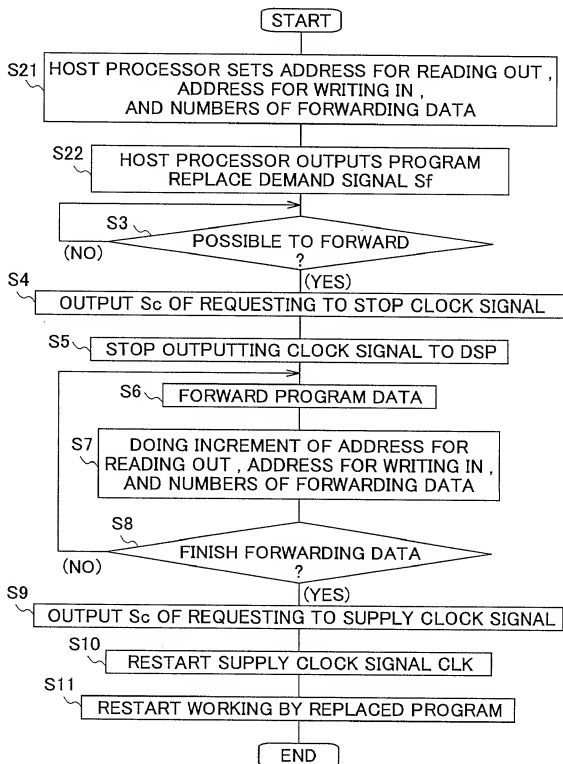 START
S21
HOST PROCESSOR SETS ADDRESS FOR READING OUT ,
ADDRESS FOR WRITING IN ,
AND NUMBERS OF FORWARDING DATA
S22
HOST PROCESSOR OUTPUTS PROGRAM
REPLACE DEMAND SIGNAL Sf
S3
POSSIBLE TO FORWARD
?
(NO)
(YES)
S4
OUTPUT Sc OF REQUESTING TO STOP CLOCK SIGNAL
S5
STOP OUTPUTTING CLOCK SIGNAL TO DSP
S6
FORWARD PROGRAM DATA
S7
DOING INCREMENT OF ADDRESS FOR
READING OUT , ADDRESS FOR WRITING IN ,
AND NUMBERS OF FORWARDING DATA
S8
FINISH FORWARDING DATA
?
(NO)
(YES)
S9
OUTPUT Sc OF REQUESTING TO SUPPLY CLOCK SIGNAL
S10
RESTART SUPPLY CLOCK SIGNAL CLK
S11
RESTART WORKING BY REPLACED PROGRAM
END